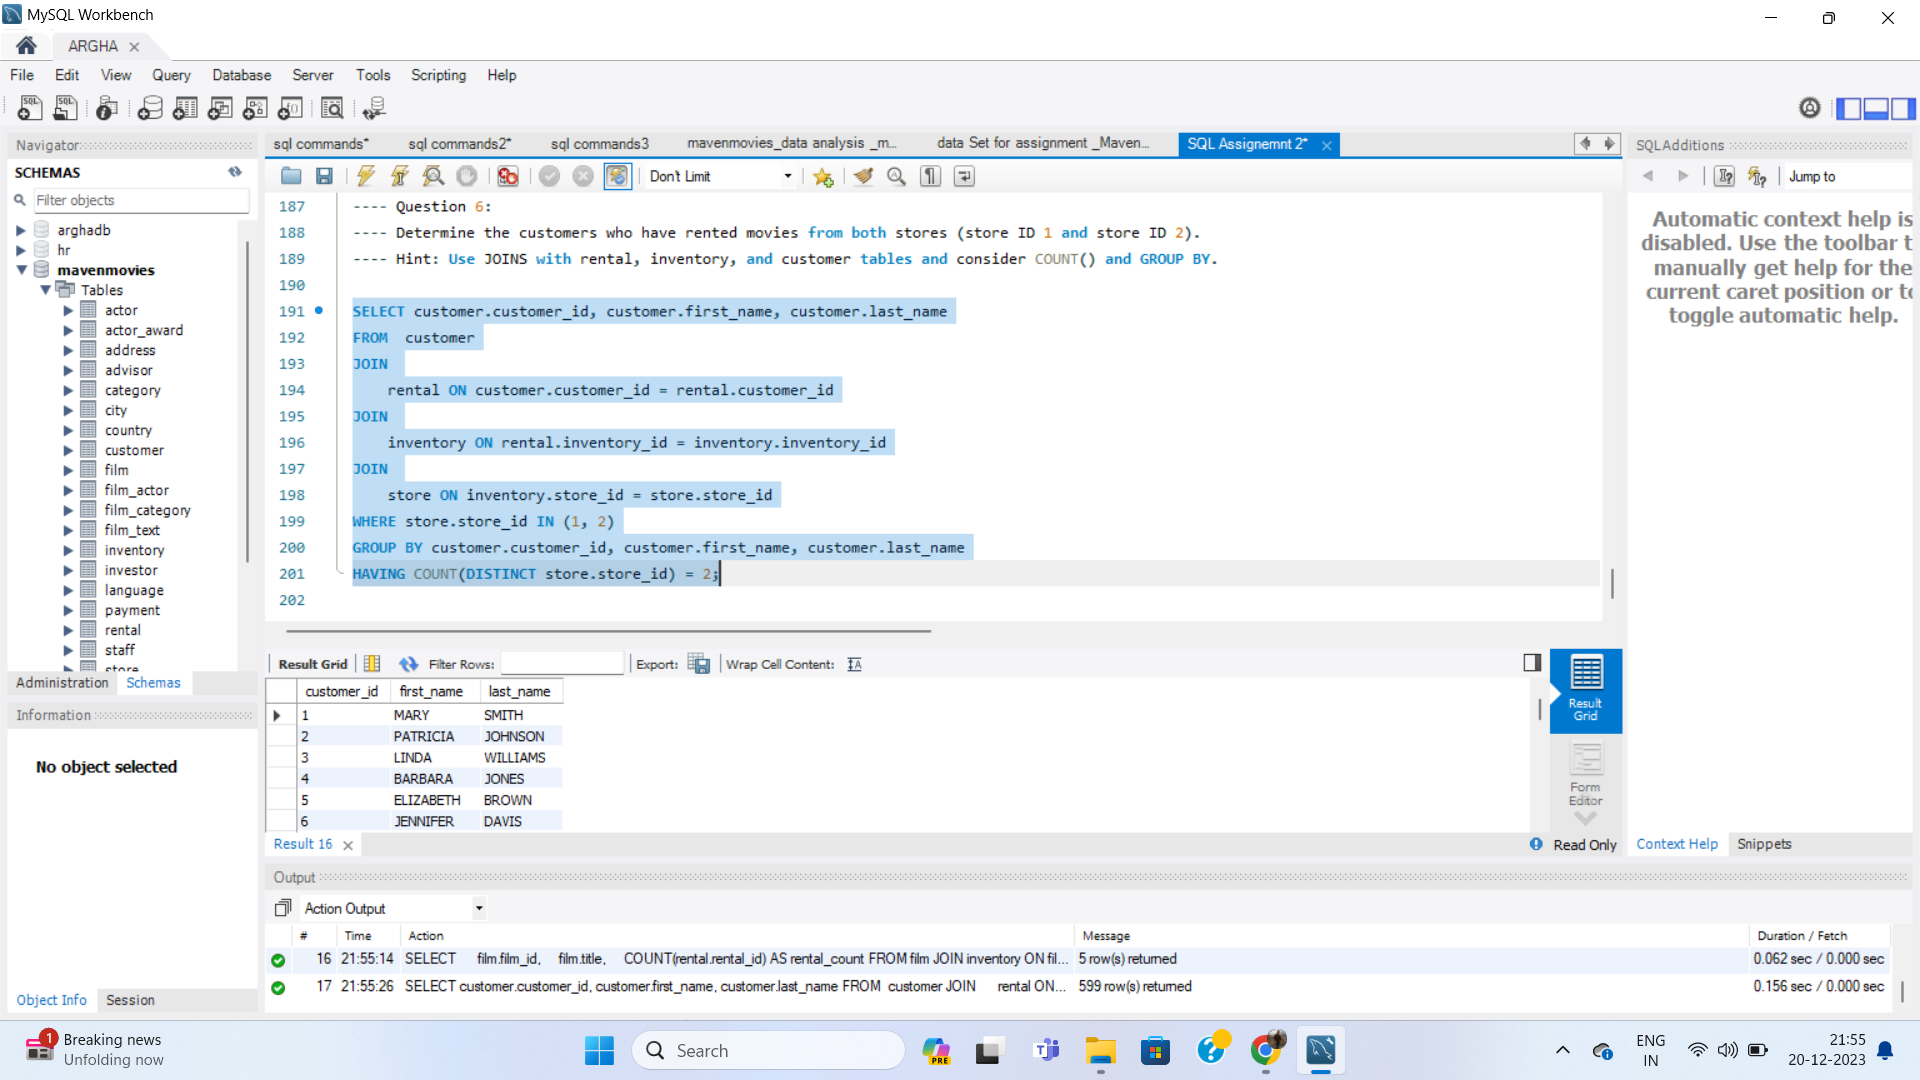 MySQL Workbench
ARGHA
File Edit View Query Database Server Tools Scripting Help
Navigator
SCHEMAS
Filter objects
arghadb
hr
mavenmovies
Tables
actor
actor_award
address
advisor
category
city
country
customer
film
film_actor
film_category
film_text
inventory
investor
language
payment
rental
staff
store
Administration Schemas
Information
No object selected
Object Info Session
sql commands* sql commands2* sql commands3 mavenmovies_data analysis _m... data Set for assignment _Maven... SQL Assignemnt 2*
Don't Limit
187 ---- Question 6:
188 ---- Determine the customers who have rented movies from both stores (store ID 1 and store ID 2).
189 ---- Hint: Use JOINS with rental, inventory, and customer tables and consider COUNT() and GROUP BY.
190
191 SELECT customer.customer_id, customer.first_name, customer.last_name
192 FROM customer
193 JOIN
194 rental ON customer.customer_id = rental.customer_id
195 JOIN
196 inventory ON rental.inventory_id = inventory.inventory_id
197 JOIN
198 store ON inventory.store_id = store.store_id
199 WHERE store.store_id IN (1, 2)
200 GROUP BY customer.customer_id, customer.first_name, customer.last_name
201 HAVING COUNT(DISTINCT store.store_id) = 2;
202
Result Grid Filter Rows: Export: Wrap Cell Content:
customer_id first_name last_name
1 MARY SMITH
2 PATRICIA JOHNSON
3 LINDA WILLIAMS
4 BARBARA JONES
5 ELIZABETH BROWN
6 JENNIFER DAVIS
Result Grid
Form Editor
Result 16
Read Only
SQLAdditions
Jump to
Automatic context help is
disabled. Use the toolbar t
manually get help for the
current caret position or to
toggle automatic help.
Context Help Snippets
Output
Action Output
# Time Action Message Duration / Fetch
16 21:55:14 SELECT film.film_id, film.title, COUNT(rental.rental_id) AS rental_count FROM film JOIN inventory ON fil... 5 row(s) returned 0.062 sec / 0.000 sec
17 21:55:26 SELECT customer.customer_id, customer.first_name, customer.last_name FROM customer JOIN rental ON... 599 row(s) returned 0.156 sec / 0.000 sec
1
Breaking news
Unfolding now
Search
PRE
ENG
IN
21:55
20-12-2023